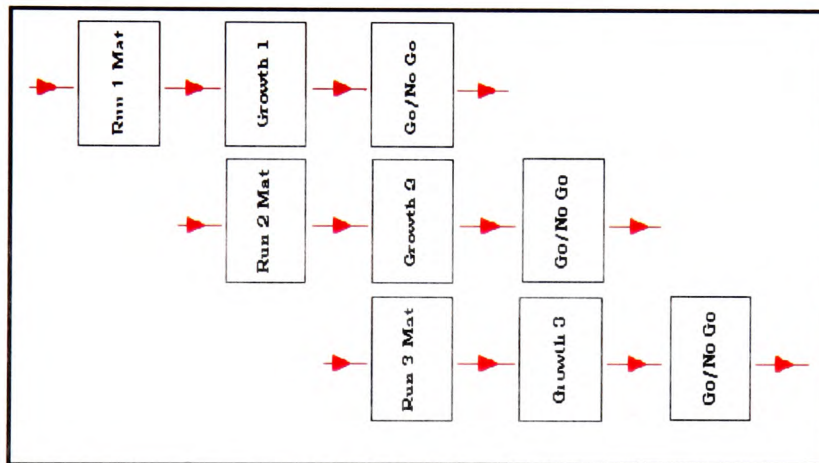 Run 1 Mat
Growth 1
Go/No Go
Run 2 Mat
Growth 2
Go/No Go
Run 3 Mat
Growth 3
Go/No Go